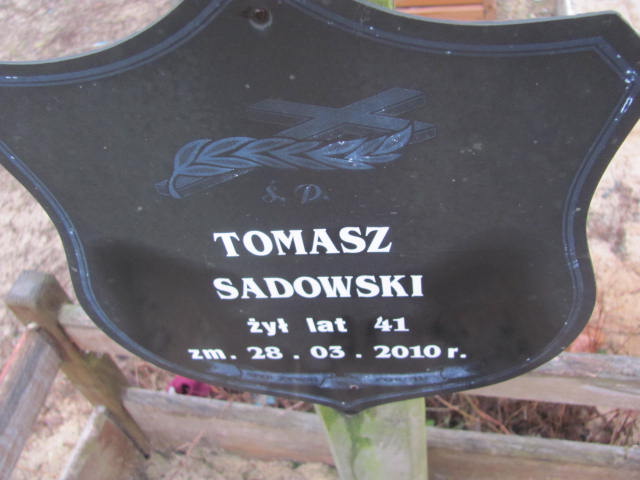 Ś. P.
TOMASZ
SADOWSKI
żył lat 41
zm. 28.03.2010 r.